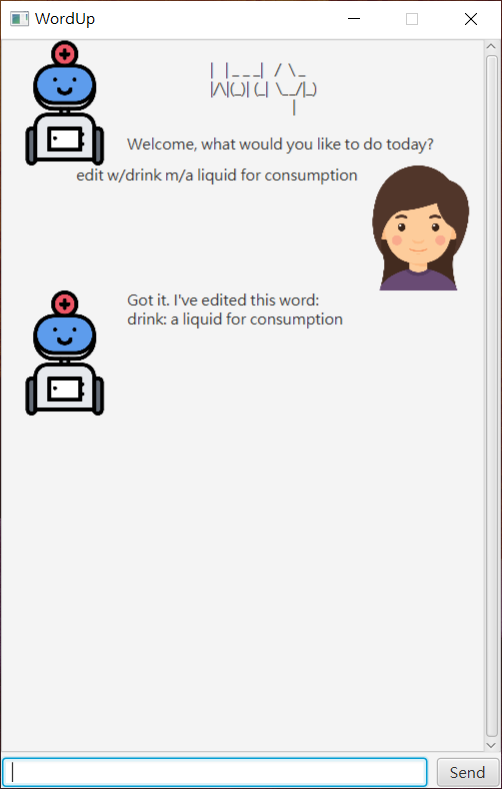 WordUp
|   | _ _ _|   /  \ _
|/\|(_)| (_|  \__/|_)
|
Welcome, what would you like to do today?
edit w/drink m/a liquid for consumption
Got it. I've edited this word:
drink: a liquid for consumption
Send